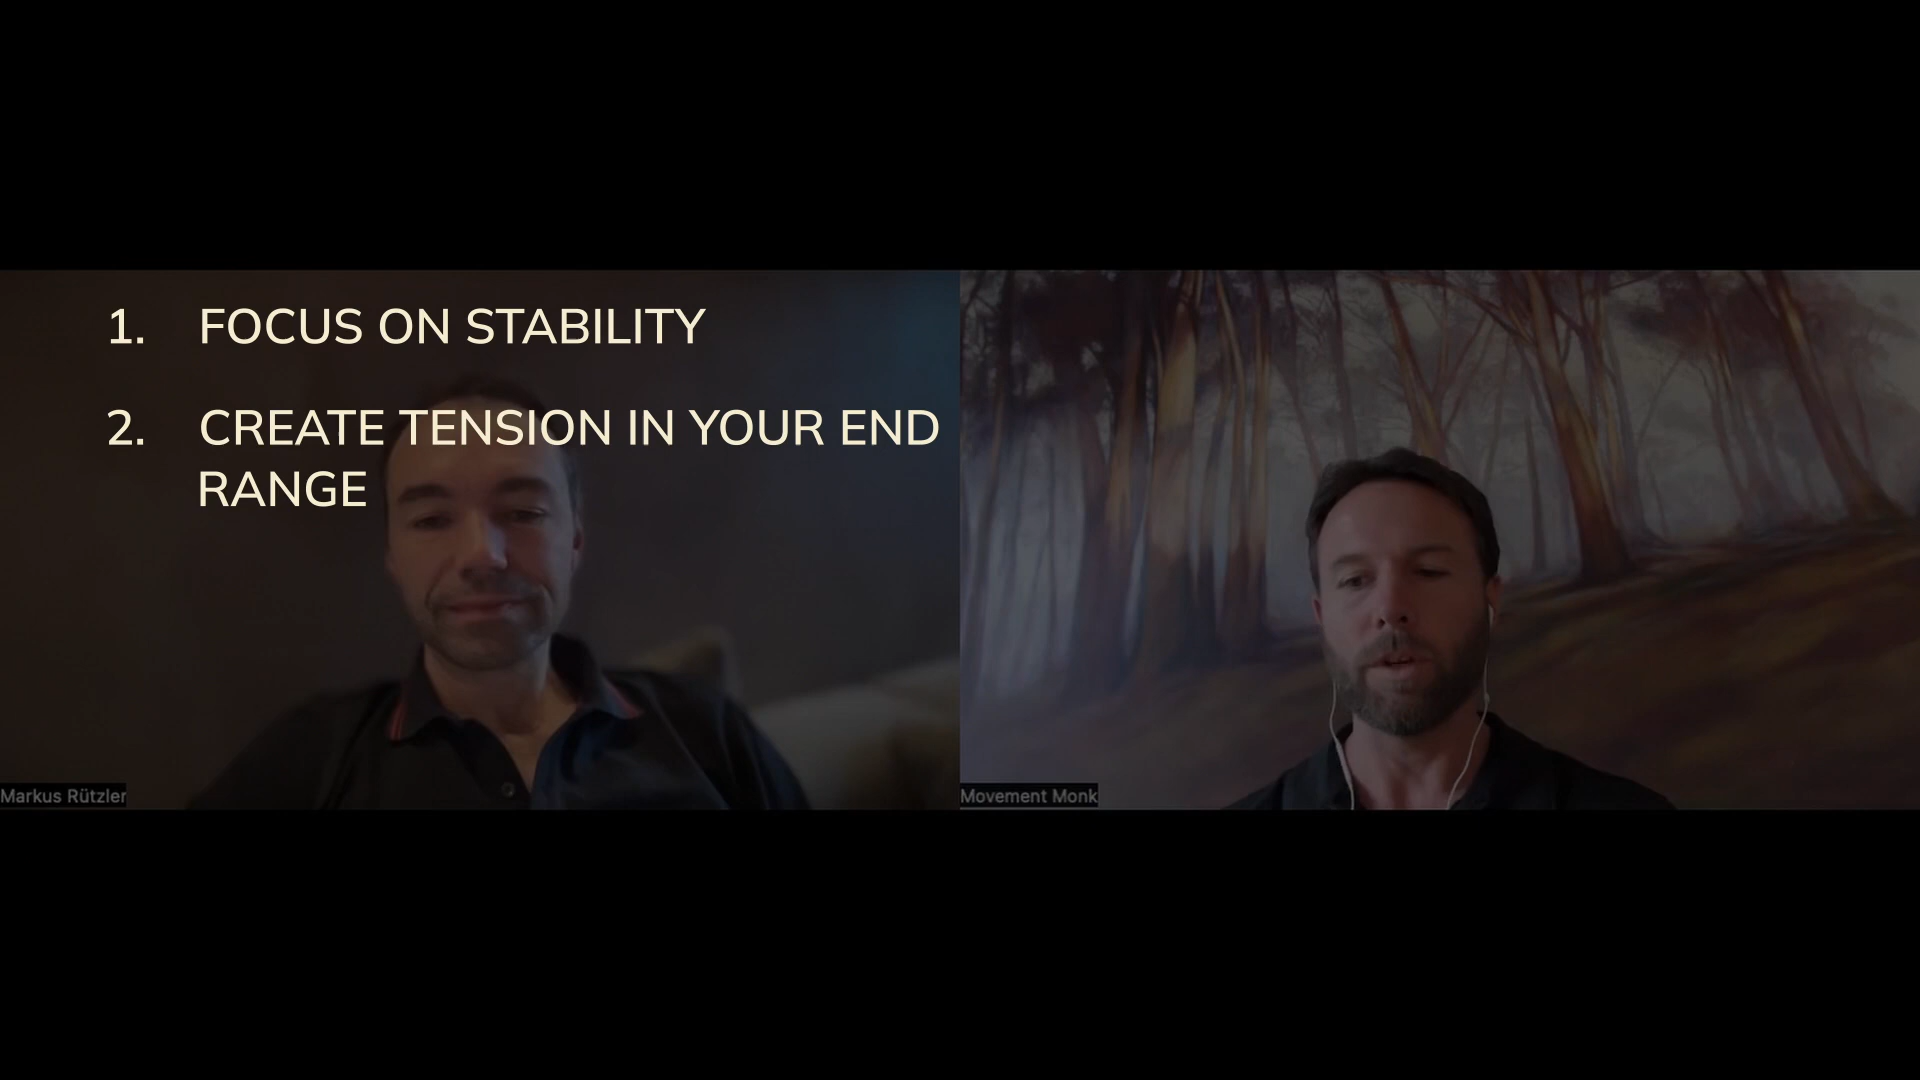 1. FOCUS ON STABILITY
2. CREATE TENSION IN YOUR END
RANGE
Markus Rützler
Movement Monk